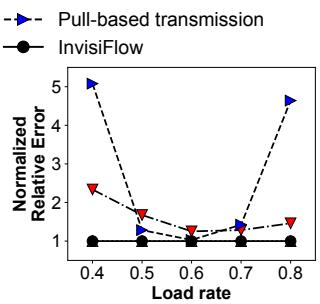 Pull-based transmission
InvisiFlow
Normalized
Relative Error
5
4
3
2
1
0.4 0.5 0.6 0.7 0.8
Load rate